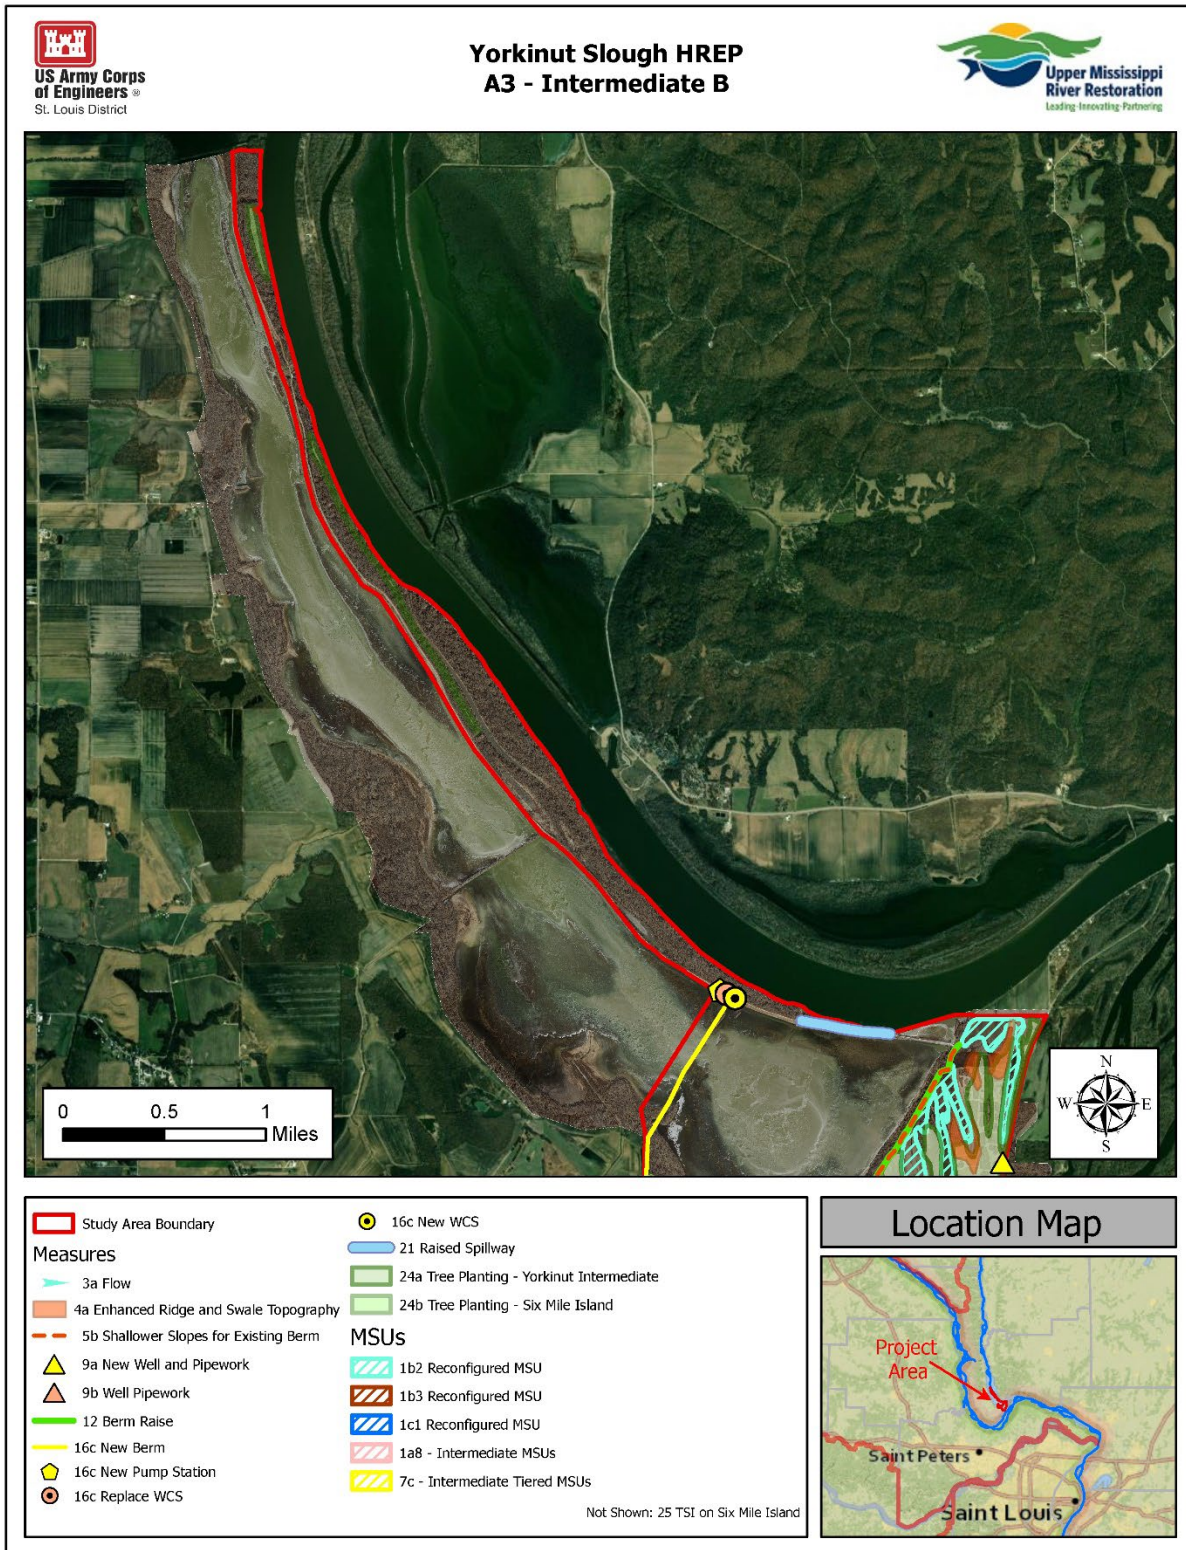 US Army Corps
of Engineers ®
St. Louis District
Yorkinut Slough HREP
A3 - Intermediate B
Upper Mississippi
River Restoration
Leading-Innovating-Partnering
0 0.5 1
Miles
N
W E
S
Study Area Boundary
Measures
3a Flow
4a Enhanced Ridge and Swale Topography
5b Shallower Slopes for Existing Berm
9a New Well and Pipework
9b Well Pipework
12 Berm Raise
16c New Berm
16c New Pump Station
16c Replace WCS
16c New WCS
21 Raised Spillway
24a Tree Planting - Yorkinut Intermediate
24b Tree Planting - Six Mile Island
MSUs
1b2 Reconfigured MSU
1b3 Reconfigured MSU
1c1 Reconfigured MSU
1a8 - Intermediate MSUs
7c - Intermediate Tiered MSUs
Not Shown: 25 TSI on Six Mile Island
Location Map
Project
Area
Saint Peters
Saint Louis